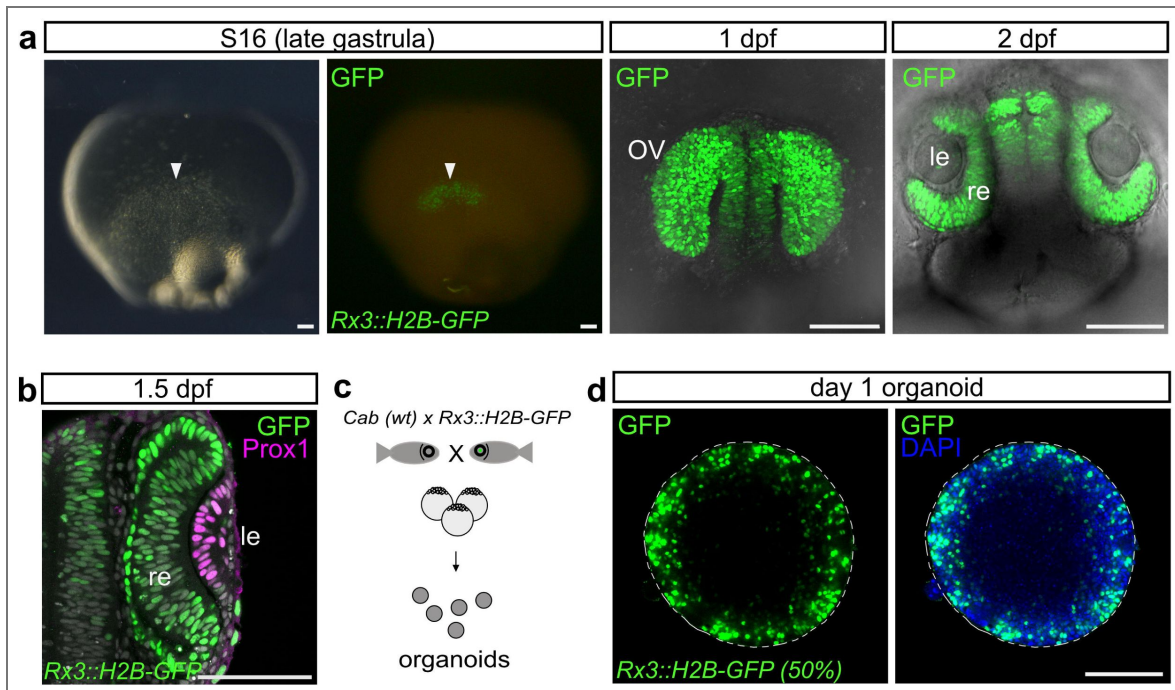 a
S16 (late gastrula)
1 dpf
2 dpf
GFP
Rx3::H2B-GFP
GFP
OV
GFP
le
re
b
1.5 dpf
GFP
Prox1
le
re
Rx3::H2B-GFP
c
Cab (wt) x Rx3::H2B-GFP
X
organoids
d
day 1 organoid
GFP
Rx3::H2B-GFP (50%)
GFP
DAPI